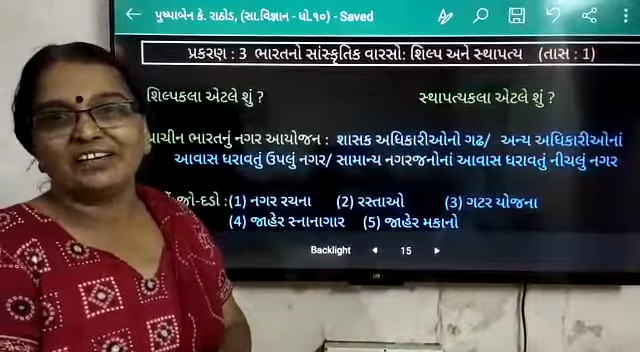 પુષ્પાબેન કે. રાઠોડ, (સા.વિજ્ઞાન - ધો.૧૦) - Saved
પ્રકરણ : 3 ભારતનો સાંસ્કૃતિક વારસો: શિલ્પ અને સ્થાપત્ય (તાસ : 1)
શિલ્પકલા એટલે શું ? સ્થાપત્યકલા એટલે શું ?
પ્રાચીન ભારતનું નગર આયોજન : શાસક અધિકારીઓનો ગઢ/ અન્ય અધિકારીઓનાં
આવાસ ધરાવતું ઉપલું નગર/ સામાન્ય નગરજનોનાં આવાસ ધરાવતું નીચલું નગર
જો-દડો :(1) નગર રચના (2) રસ્તાઓ (3) ગટર યોજના
(4) જાહેર સ્નાનાગાર (5) જાહેર મકાનો
Backlight 15